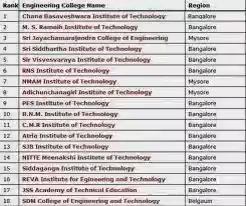 Rank Engineering College Name Region
1 Chana Basaveshwara Institute of Technology Bangalore
2 M. S. Ramaih Institute of Technology Bangalore
3 Sri Jayachamarajendra College of Engineering Mysore
4 Sri Siddhartha Institute of Technology Bangalore
5 Sir Visvesvaraya Institute of Technology Bangalore
6 RNS Institute of Technology Bangalore
7 NMAM Institute of Technology Mysore
8 Adichunchanagiri Institute of Technology Mysore
9 PES Institute of Technology Bangalore
10 B.N.M. Institute of Technology Bangalore
11 C.M.R Institute of Technology Bangalore
12 Atria Institute of Technology Bangalore
13 SJB Institute of Technology Bangalore
14 NITTE Meenakshi Institute of Technology Bangalore
15 Siddaganga Institute of Technology Bangalore
16 REVA Institute for Egineering and Technology Bangalore
17 JSS Academy of Technical Education Bangalore
18 SDM College of Engineering and Technology Belgaum